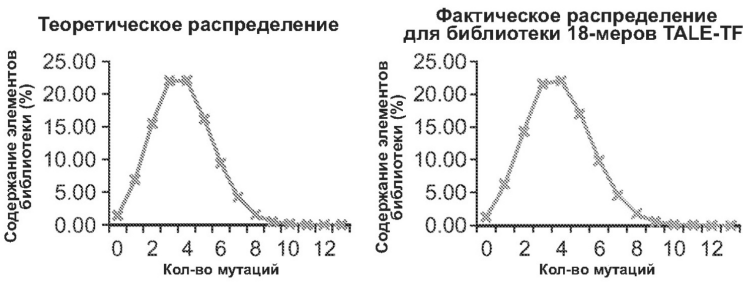 Теоретическое распределение
Содержание элементов
библиотеки (%)
25.00
20.00
15.00
10.00
5.00
0.00
0 2 4 6 8 10 12
Кол-во мутаций
Фактическое распределение
для библиотеки 18-меров TALE-TF
Содержание элементов
библиотеки (%)
25.00
20.00
15.00
10.00
5.00
0.00
0 2 4 6 8 10 12
Кол-во мутаций